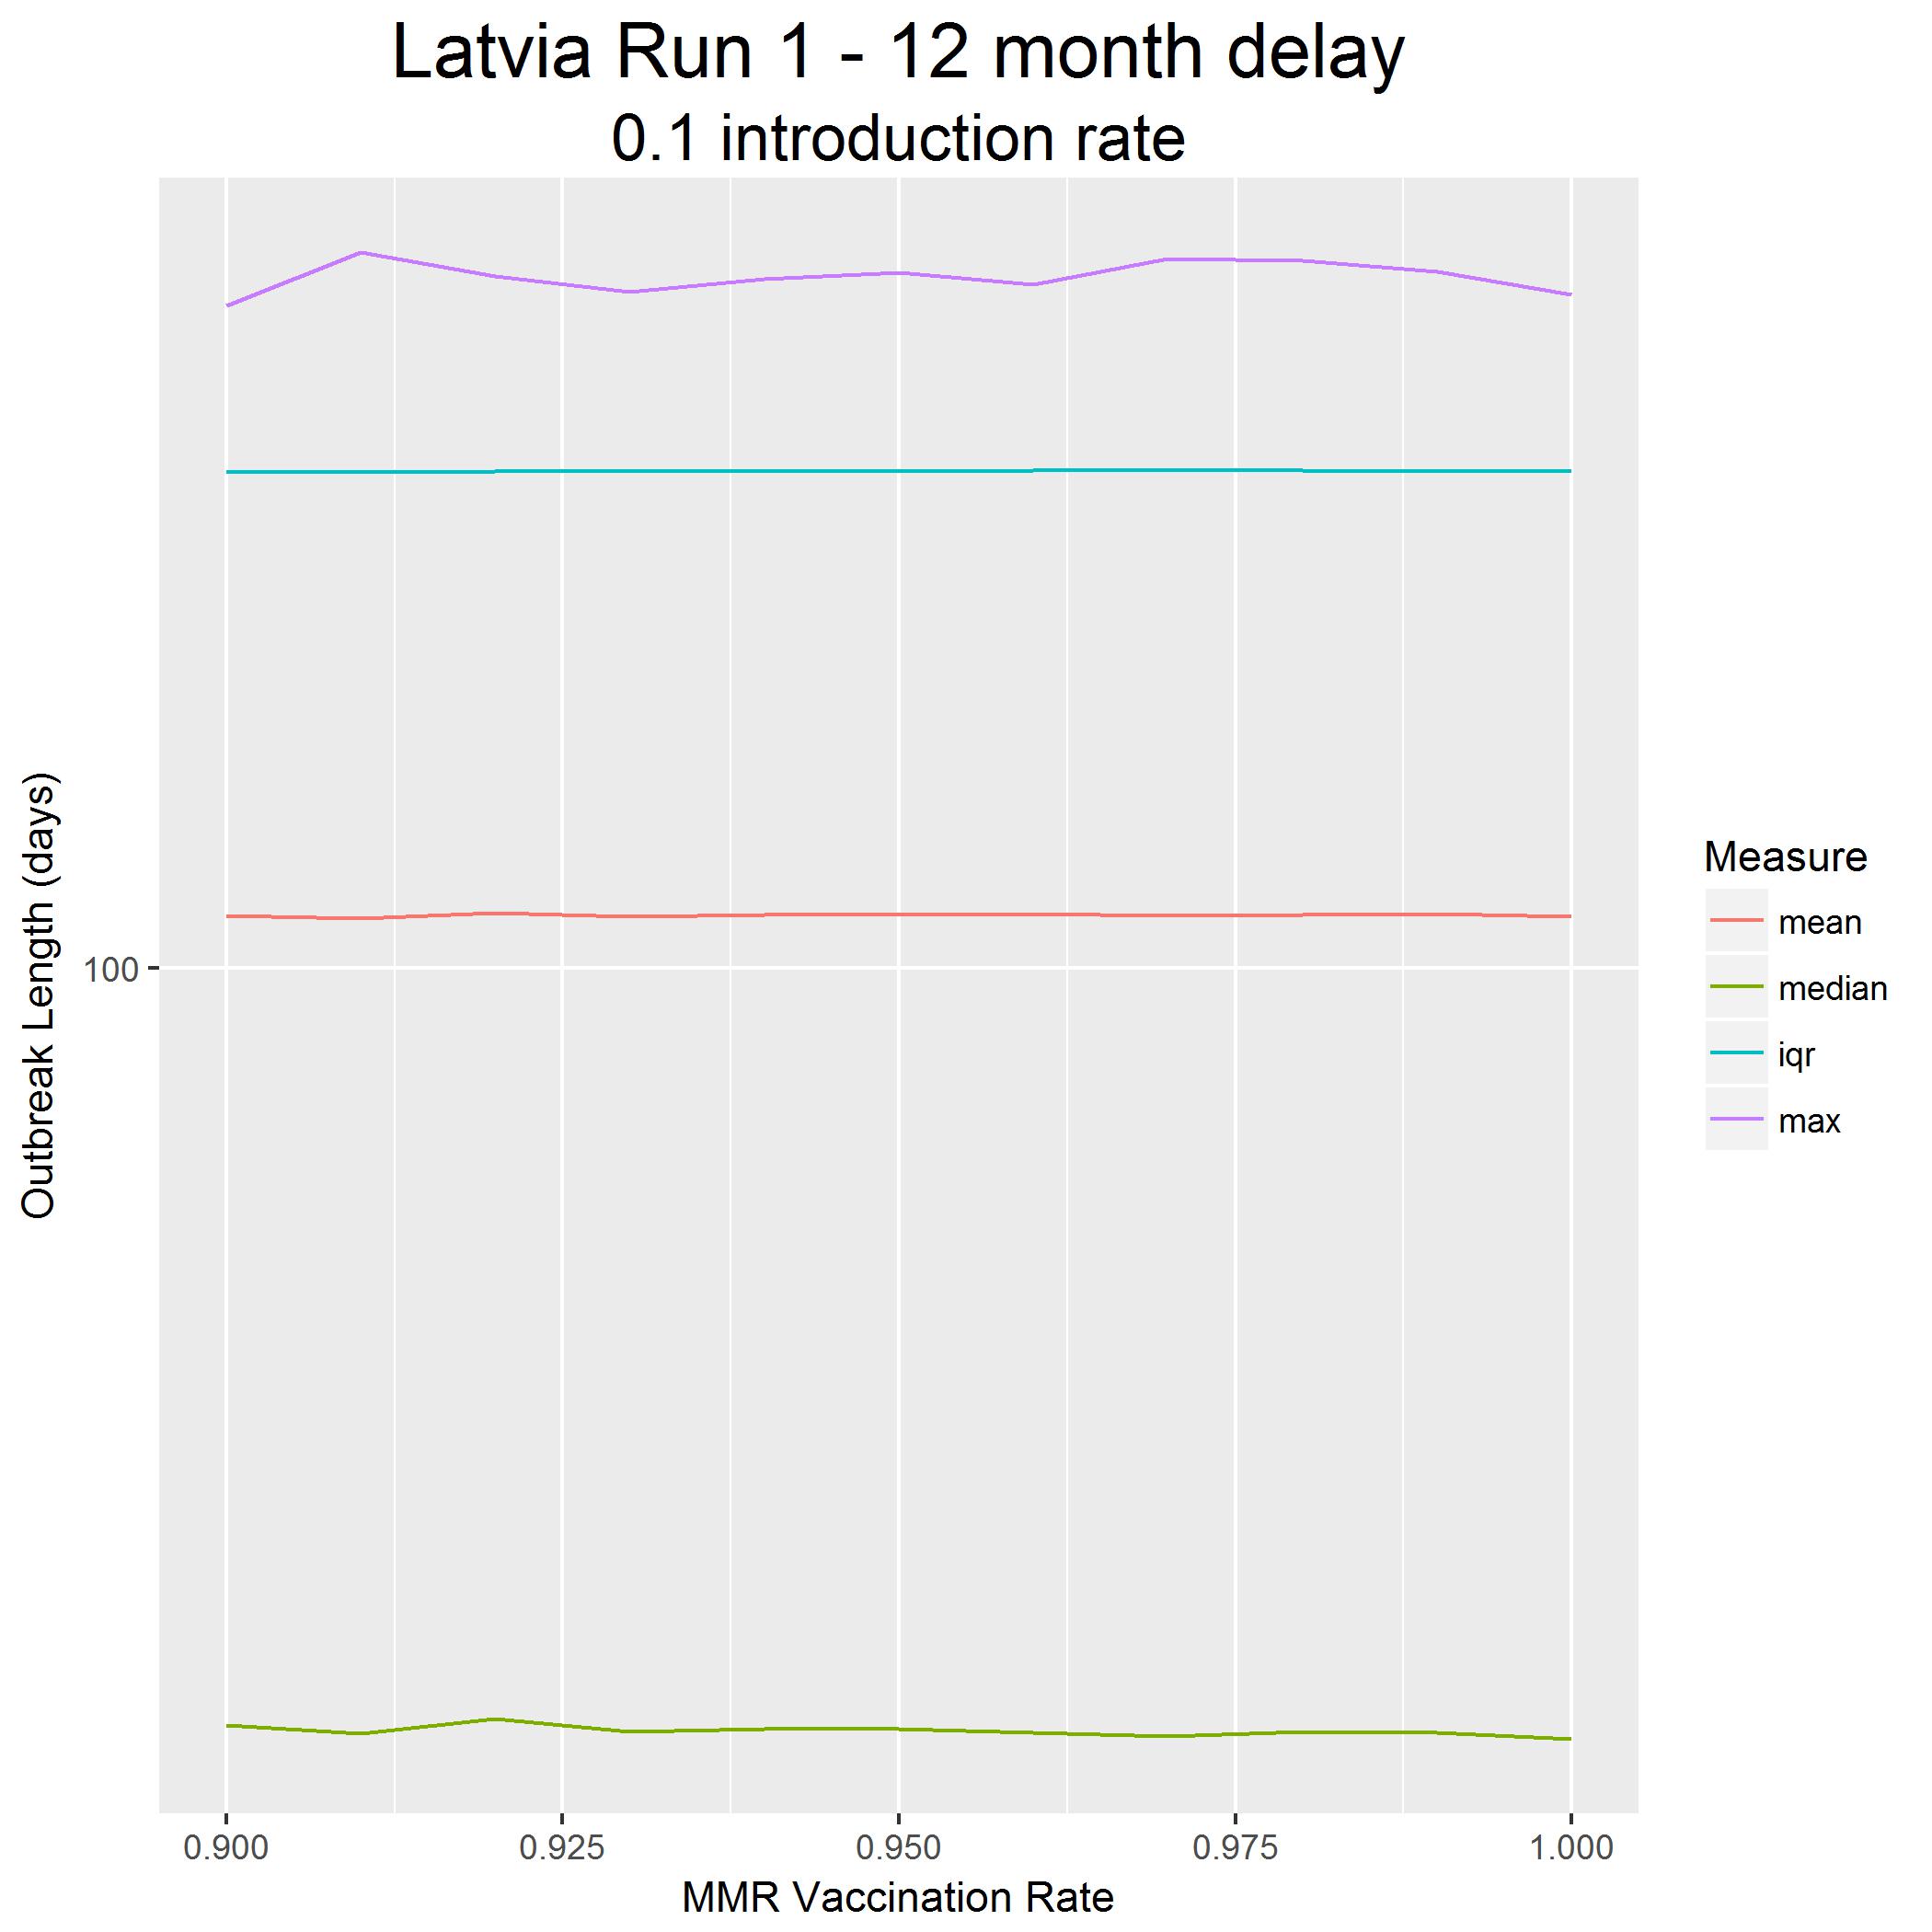 Latvia Run 1 - 12 month delay
0.1 introduction rate
Outbreak Length (days)
100
0.900
0.925
0.950
0.975
1.000
MMR Vaccination Rate
Measure
mean
median
iqr
max